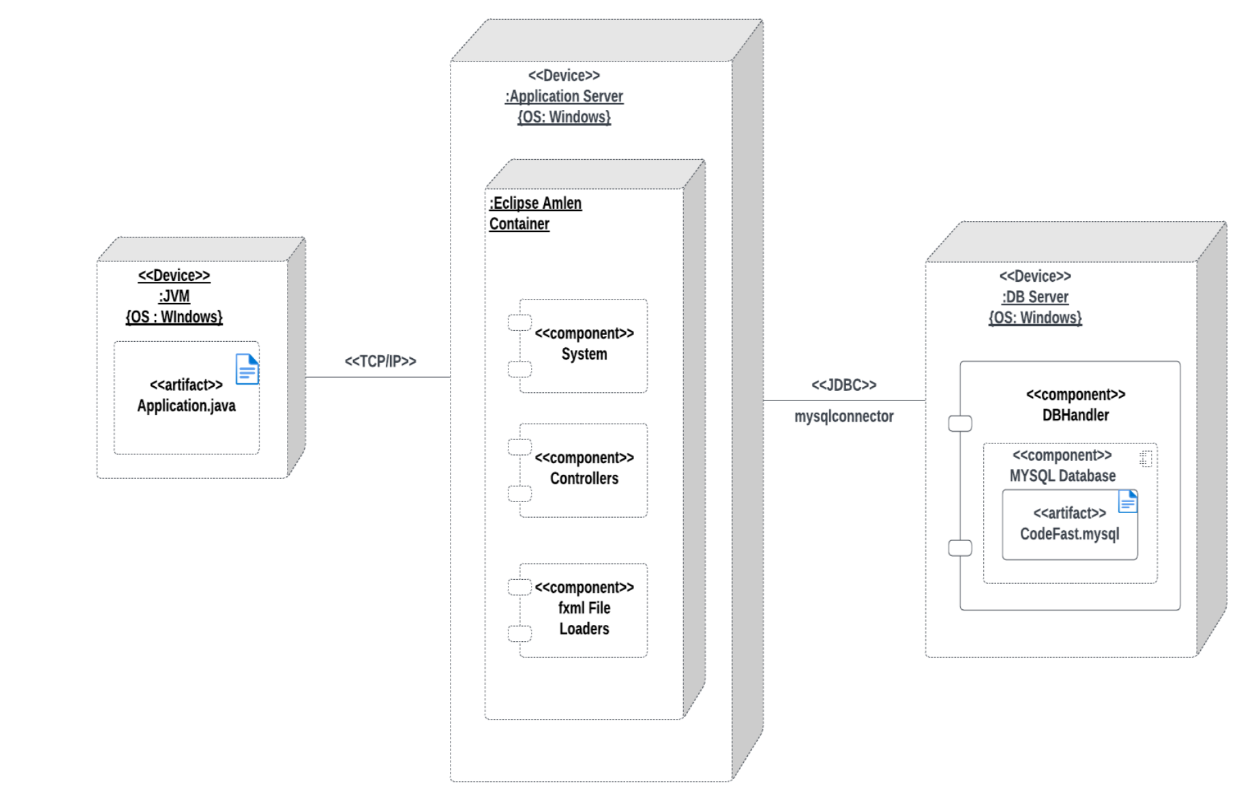 <<Device>>
:Application Server
{OS: Windows}
:Eclipse Amlen
Container
<<component>>
System
<<component>>
Controllers
<<component>>
fxml File
Loaders
<<Device>>
:JVM
{OS : WIndows}
<<artifact>>
Application.java
<<TCP/IP>>
<<JDBC>>
mysqlconnector
<<Device>>
:DB Server
{OS: Windows}
<<component>>
DBHandler
<<component>>
MYSQL Database
<<artifact>>
CodeFast.mysql